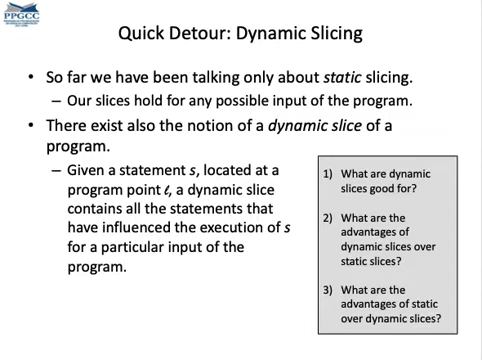 PPGCC
Quick Detour: Dynamic Slicing
• So far we have been talking only about static slicing.
– Our slices hold for any possible input of the program.
• There exist also the notion of a dynamic slice of a
program.
– Given a statement s, located at a
program point ℓ, a dynamic slice
contains all the statements that
have influenced the execution of s
for a particular input of the
program.
1) What are dynamic
slices good for?
2) What are the
advantages of
dynamic slices over
static slices?
3) What are the
advantages of static
over dynamic slices?